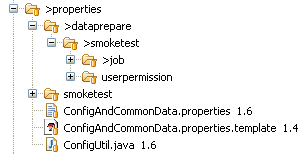 >properties
>dataprepare
>smoketest
>job
userpermission
smoketest
ConfigAndCommonData.properties 1.6
ConfigAndCommonData.properties.template 1.4
ConfigUtil.java 1.6